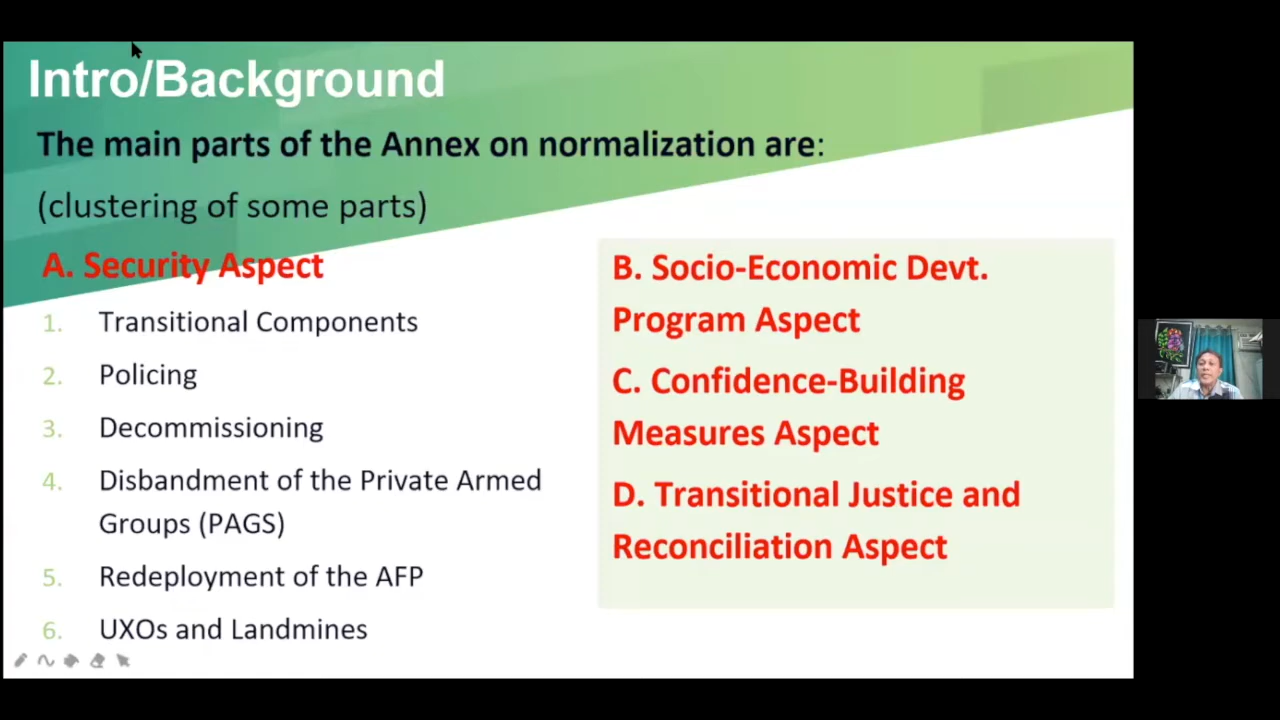 Intro/Background
The main parts of the Annex on normalization are:
(clustering of some parts)
A. Security Aspect
1. Transitional Components
2. Policing
3. Decommissioning
4. Disbandment of the Private Armed
Groups (PAGS)
5. Redeployment of the AFP
6. UXOs and Landmines
B. Socio-Economic Devt.
Program Aspect
C. Confidence-Building
Measures Aspect
D. Transitional Justice and
Reconciliation Aspect